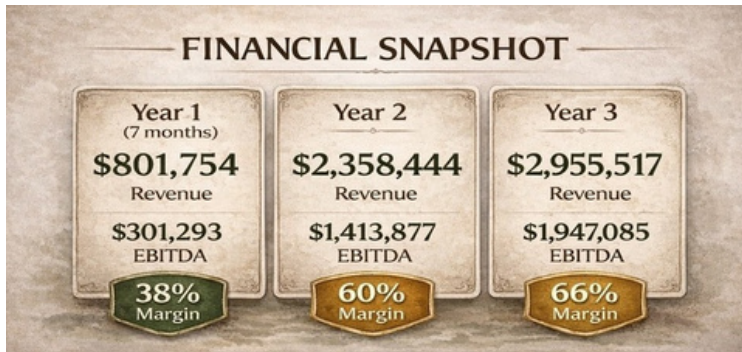 FINANCIAL SNAPSHOT
Year 1
(7 months)
$801,754
Revenue
$301,293
EBITDA
38%
Margin
Year 2
$2,358,444
Revenue
$1,413,877
EBITDA
60%
Margin
Year 3
$2,955,517
Revenue
$1,947,085
EBITDA
66%
Margin